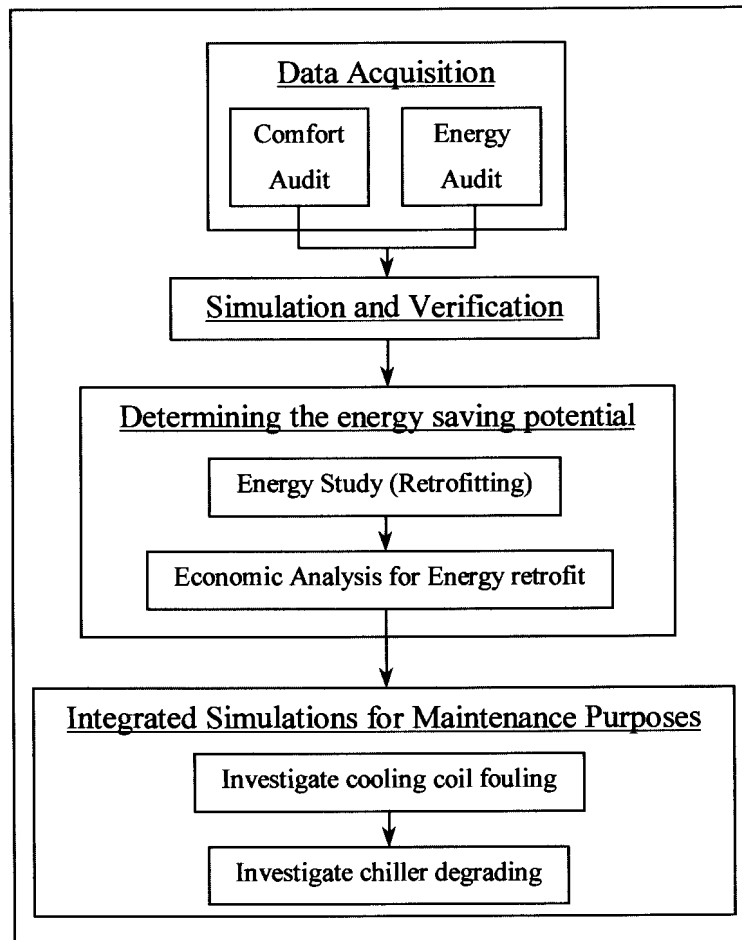 Data Acquisition
Comfort
Audit
Energy
Audit
Simulation and Verification
Determining the energy saving potential
Energy Study (Retrofitting)
Economic Analysis for Energy retrofit
Integrated Simulations for Maintenance Purposes
Investigate cooling coil fouling
Investigate chiller degrading